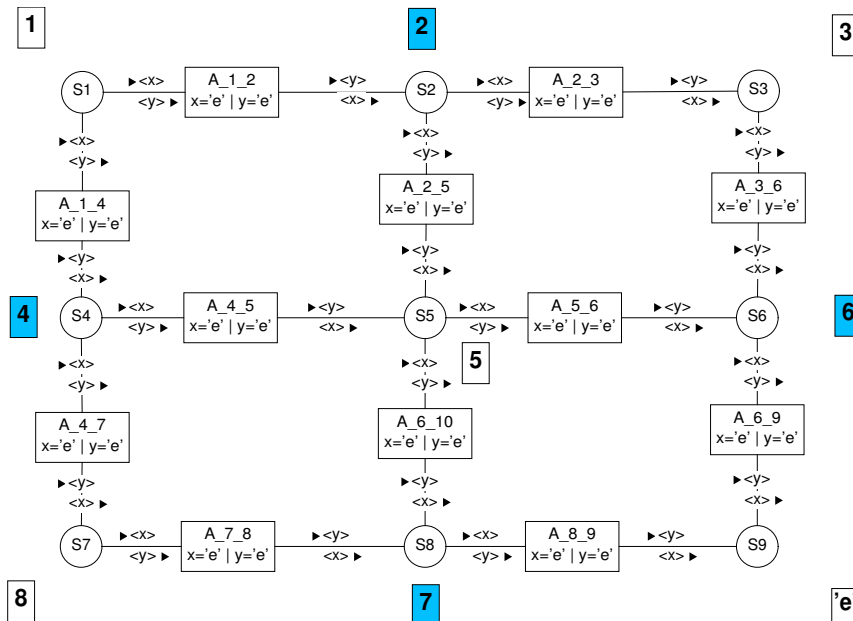 1
2
3
S1
▶<x>
<y>▶
A_1_2
x='e' | y='e'
▶<y>
<x>▶
S2
▶<x>
<y>▶
A_2_3
x='e' | y='e'
▶<y>
<x>▶
S3
▶<x>
<y>▶
▶<x>
<y>▶
▶<x>
<y>▶
A_1_4
x='e' | y='e'
A_2_5
x='e' | y='e'
A_3_6
x='e' | y='e'
▶<y>
<x>▶
▶<y>
<x>▶
▶<y>
<x>▶
4
S4
▶<x>
<y>▶
A_4_5
x='e' | y='e'
▶<y>
<x>▶
S5
▶<x>
<y>▶
A_5_6
x='e' | y='e'
▶<y>
<x>▶
S6
6
5
▶<x>
<y>▶
▶<x>
<y>▶
▶<x>
<y>▶
A_4_7
x='e' | y='e'
A_6_10
x='e' | y='e'
A_6_9
x='e' | y='e'
▶<y>
<x>▶
▶<y>
<x>▶
▶<y>
<x>▶
S7
▶<x>
<y>▶
A_7_8
x='e' | y='e'
▶<y>
<x>▶
S8
▶<x>
<y>▶
A_8_9
x='e' | y='e'
▶<y>
<x>▶
S9
8
7
'e